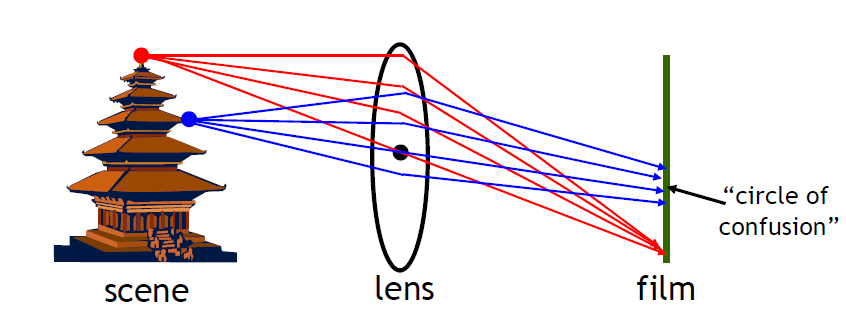 “circle of
confusion”
scene
lens
film